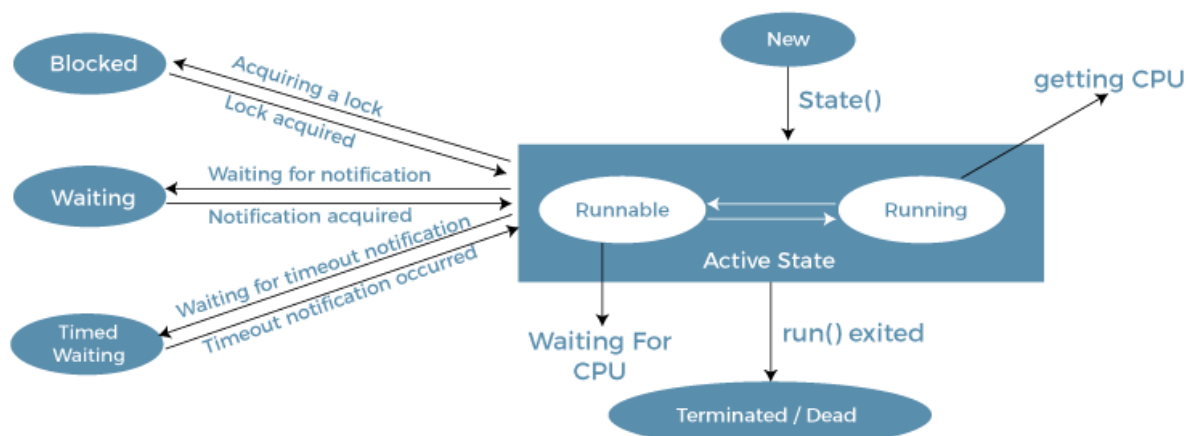 New
Blocked
Acquiring a lock
Lock acquired
State()
getting CPU
Waiting
Waiting for notification
Notification acquired
Runnable
Running
Active State
Waiting for timeout notification
Timeout notification occurred
Timed
Waiting
Waiting For
CPU
run() exited
Terminated / Dead